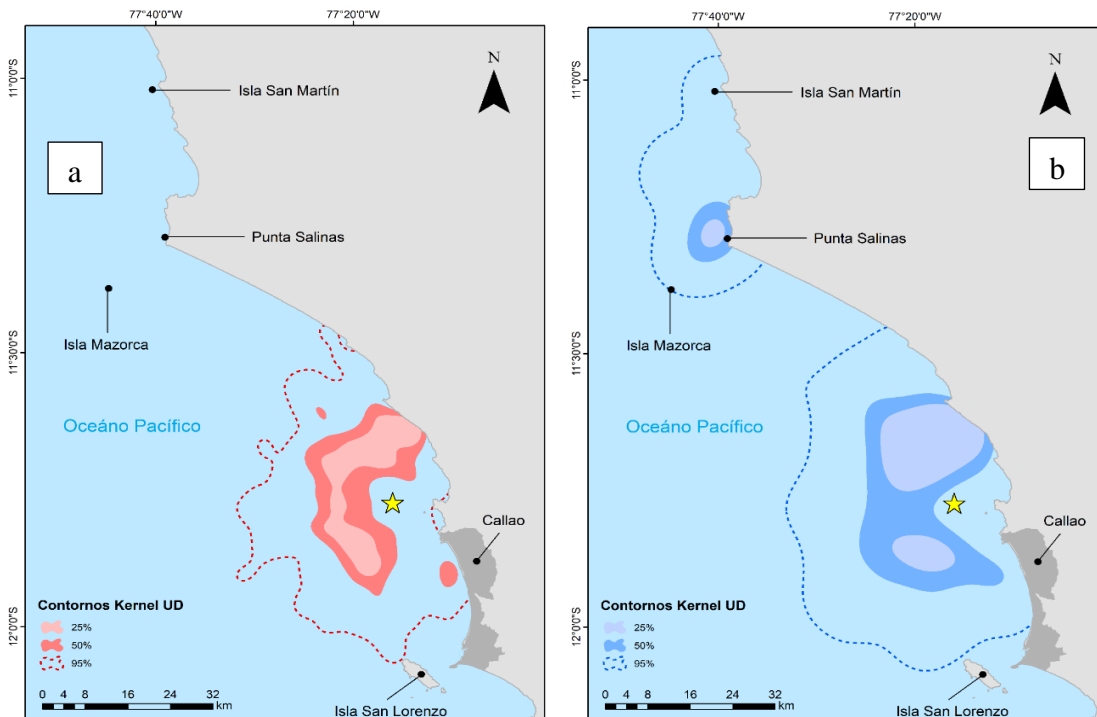 77°40'0"W 77°20'0"W
N
11°0'0"S
Isla San Martín
a
Punta Salinas
Isla Mazorca
11°30'0"S
Oceáno Pacífico
Callao
Contornos Kernel UD
25%
50%
95%
12°0'0"S
0 4 8 16 24 32
km
Isla San Lorenzo
77°40'0"W 77°20'0"W
N
11°0'0"S
Isla San Martín
b
Punta Salinas
Isla Mazorca
11°30'0"S
Oceáno Pacífico
Callao
Contornos Kernel UD
25%
50%
95%
12°0'0"S
0 2 4 8 16 24 32
km
Isla San Lorenzo